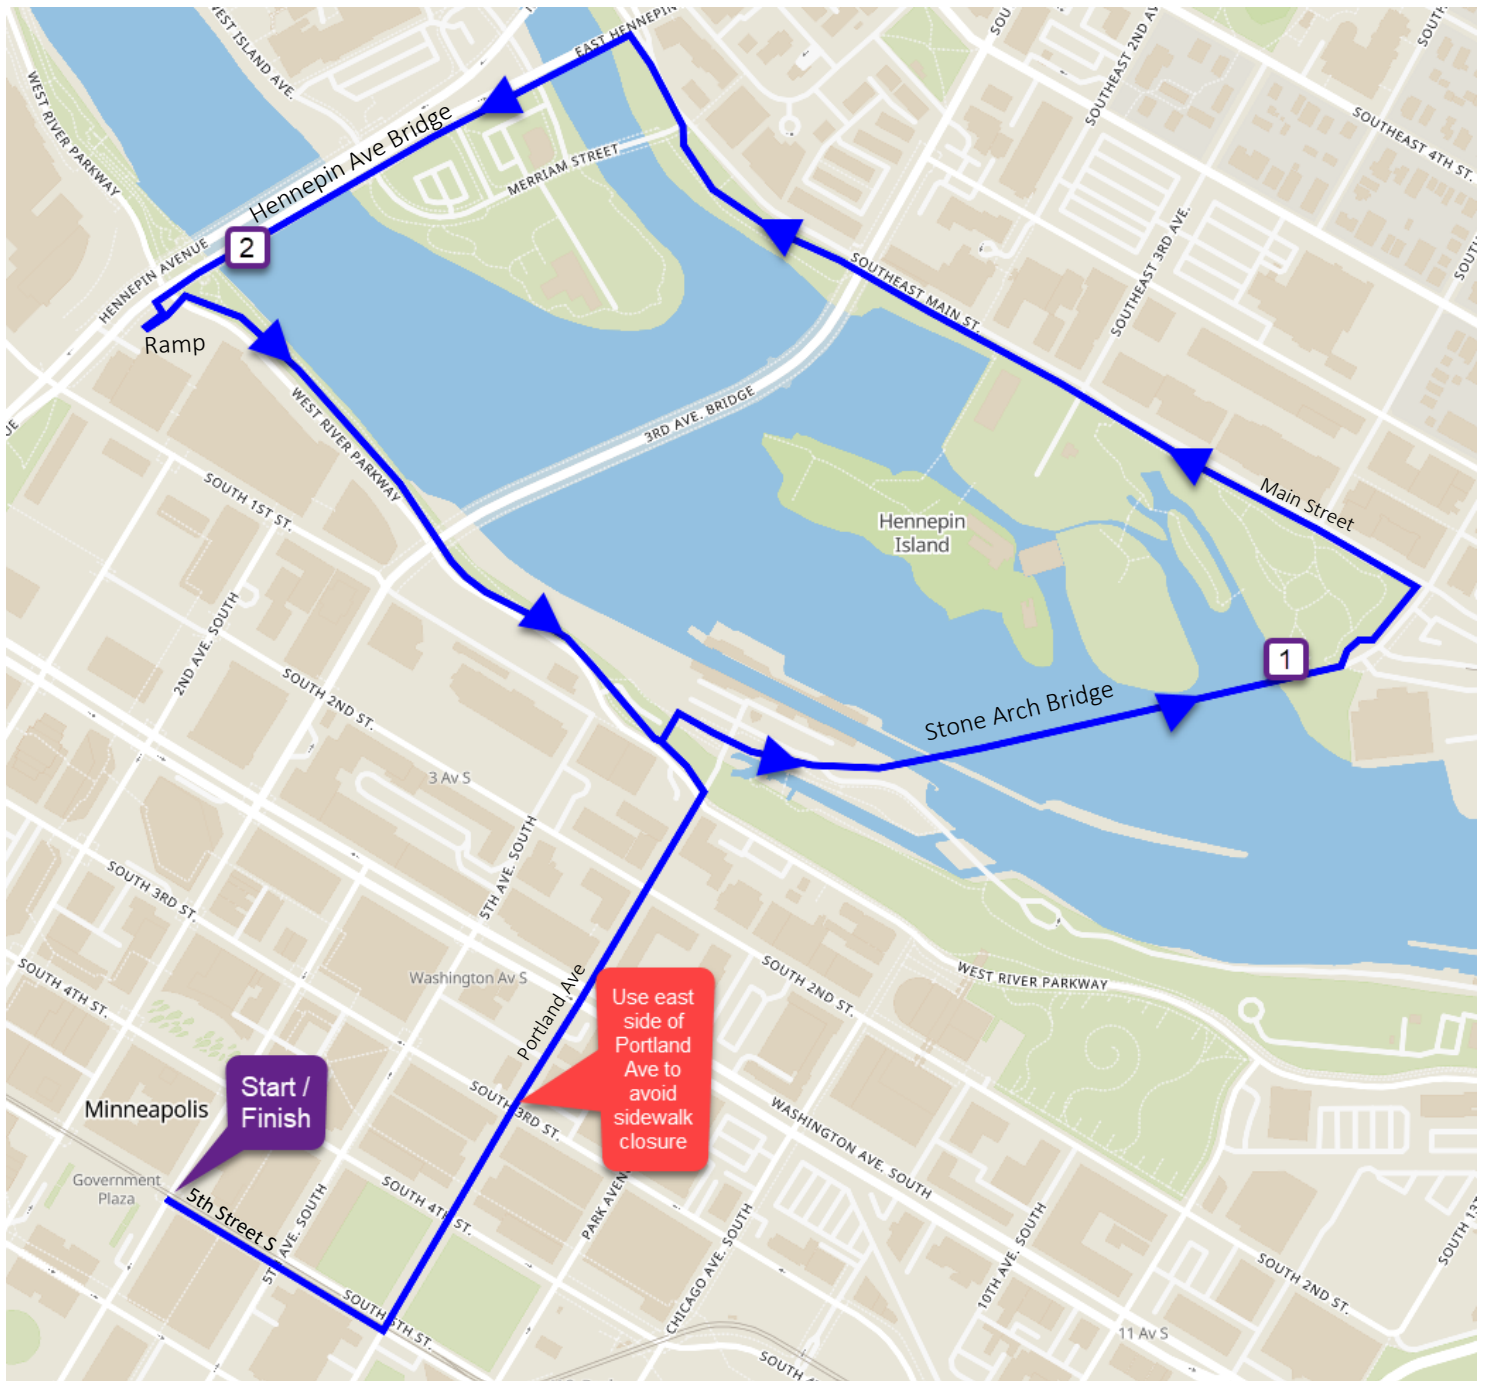 EAST HENNEPIN
WEST ISLAND AVE.
WEST RIVER PARKWAY
SOUTHEAST 2ND AV
SOUTHEAST 4TH ST.
Hennepin Ave Bridge
MERRIAM STREET
2
HENNEPIN AVENUE
SOUTHEAST MAIN ST.
SOUTHEAST 3RD AVE.
Ramp
WEST RIVER PARKWAY
3RD AVE. BRIDGE
SOUTH 1ST ST.
Main Street
Hennepin
Island
2ND AVE. SOUTH
1
SOUTH 2ND ST.
Stone Arch Bridge
3 Av S
5TH AVE. SOUTH
SOUTH 3RD ST.
Washington Av S
SOUTH 2ND ST.
WEST RIVER PARKWAY
SOUTH 4TH ST.
Portland Ave
Use east
side of
Portland
Ave to
avoid
sidewalk
closure
Start /
Finish
Minneapolis
SOUTH 3RD ST.
WASHINGTON AVE. SOUTH
Government
Plaza
5th Street S
5TH AVE. SOUTH
SOUTH 4TH ST.
PARK AVENU
CHICAGO AVE. SOUTH
10TH AVE. SOUTH
SOUTH 13T
SOUTH 2ND ST.
SOUTH 5TH ST.
11 Av S
SOUTH 4